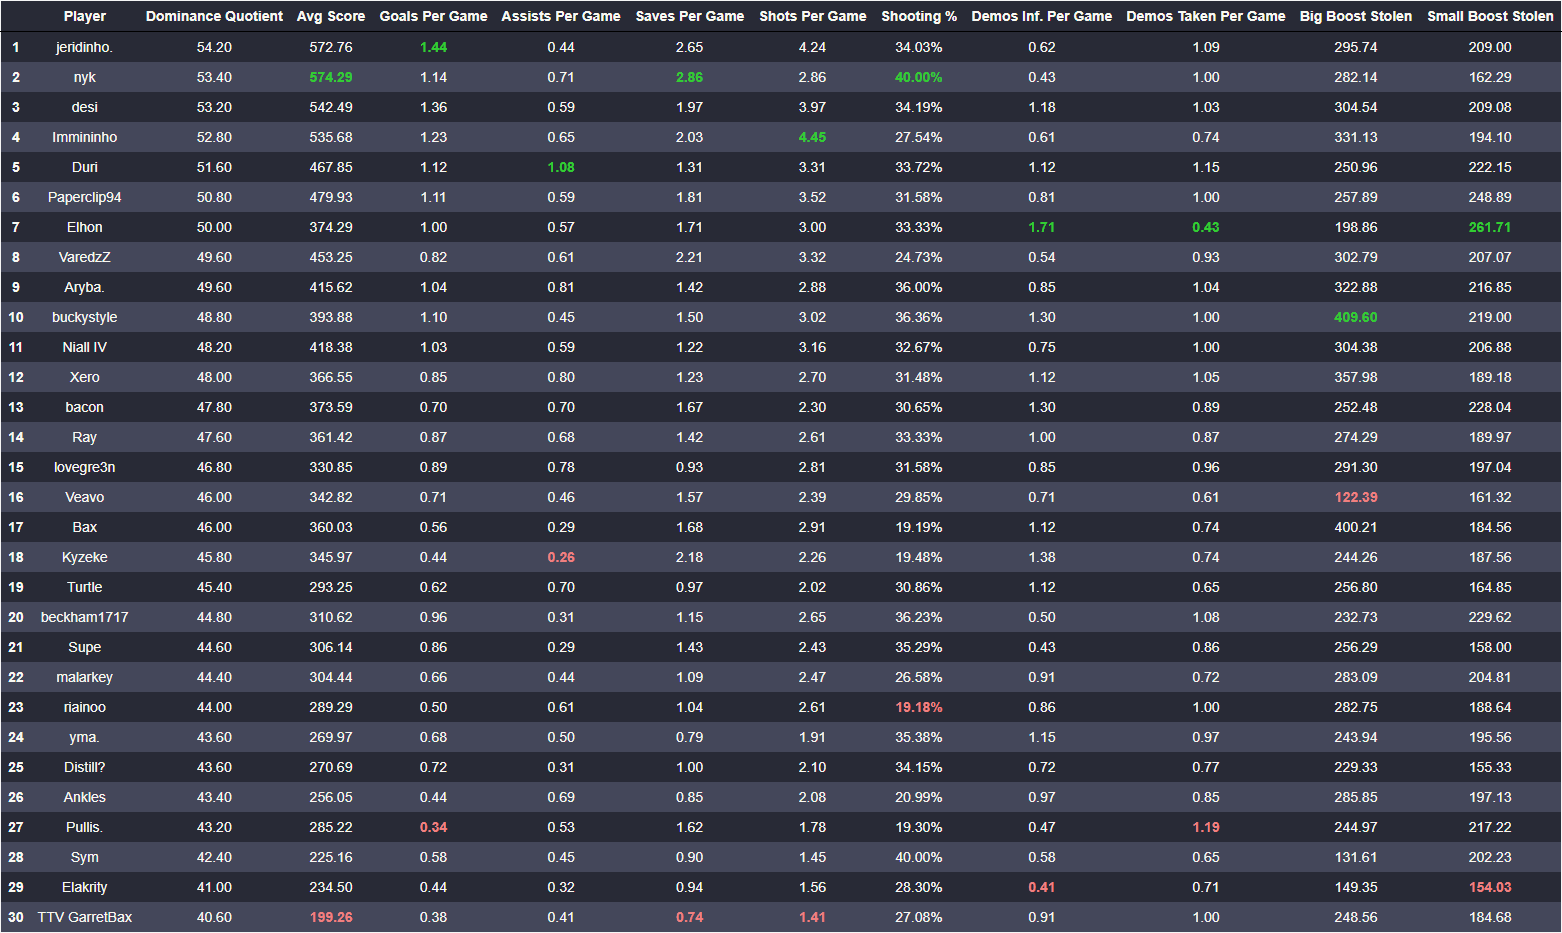 Player Dominance Quotient Avg Score Goals Per Game Assists Per Game Saves Per Game Shots Per Game Shooting % Demos Inf. Per Game Demos Taken Per Game Big Boost Stolen Small Boost Stolen
1 jeridinho. 54.20 572.76 1.44 0.44 2.65 4.24 34.03% 0.62 1.09 295.74 209.00
2 nyk 53.40 574.29 1.14 0.71 2.86 2.86 40.00% 0.43 1.00 282.14 162.29
3 desi 53.20 542.49 1.36 0.59 1.97 3.97 34.19% 1.18 1.03 304.54 209.08
4 Immininho 52.80 535.68 1.23 0.65 2.03 4.45 27.54% 0.61 0.74 331.13 194.10
5 Duri 51.60 467.85 1.12 1.08 1.31 3.31 33.72% 1.12 1.15 250.96 222.15
6 Paperclip94 50.80 479.93 1.11 0.59 1.81 3.52 31.58% 0.81 1.00 257.89 248.89
7 Elhon 50.00 374.29 1.00 0.57 1.71 3.00 33.33% 1.71 0.43 198.86 261.71
8 VaredzZ 49.60 453.25 0.82 0.61 2.21 3.32 24.73% 0.54 0.93 302.79 207.07
9 Aryba. 49.60 415.62 1.04 0.81 1.42 2.88 36.00% 0.85 1.04 322.88 216.85
10 buckystyle 48.80 393.88 1.10 0.45 1.50 3.02 36.36% 1.30 1.00 409.60 219.00
11 Niall IV 48.20 418.38 1.03 0.59 1.22 3.16 32.67% 0.75 1.00 304.38 206.88
12 Xero 48.00 366.55 0.85 0.80 1.23 2.70 31.48% 1.12 1.05 357.98 189.18
13 bacon 47.80 373.59 0.70 0.70 1.67 2.30 30.65% 1.30 0.89 252.48 228.04
14 Ray 47.60 361.42 0.87 0.68 1.42 2.61 33.33% 1.00 0.87 274.29 189.97
15 lovegre3n 46.80 330.85 0.89 0.78 0.93 2.81 31.58% 0.85 0.96 291.30 197.04
16 Veavo 46.00 342.82 0.71 0.46 1.57 2.39 29.85% 0.71 0.61 122.39 161.32
17 Bax 46.00 360.03 0.56 0.29 1.68 2.91 19.19% 1.12 0.74 400.21 184.56
18 Kyzeke 45.80 345.97 0.44 0.26 2.18 2.26 19.48% 1.38 0.74 244.26 187.56
19 Turtle 45.40 293.25 0.62 0.70 0.97 2.02 30.86% 1.12 0.65 256.80 164.85
20 beckham1717 44.80 310.62 0.96 0.31 1.15 2.65 36.23% 0.50 1.08 232.73 229.62
21 Supe 44.60 306.14 0.86 0.29 1.43 2.43 35.29% 0.43 0.86 256.29 158.00
22 malarkey 44.40 304.44 0.66 0.44 1.09 2.47 26.58% 0.91 0.72 283.09 204.81
23 riainoo 44.00 289.29 0.50 0.61 1.04 2.61 19.18% 0.86 1.00 282.75 188.64
24 yma. 43.60 269.97 0.68 0.50 0.79 1.91 35.38% 1.15 0.97 243.94 195.56
25 Distill? 43.60 270.69 0.72 0.31 1.00 2.10 34.15% 0.72 0.77 229.33 155.33
26 Ankles 43.40 256.05 0.44 0.69 0.85 2.08 20.99% 0.97 0.85 285.85 197.13
27 Pullis. 43.20 285.22 0.34 0.53 1.62 1.78 19.30% 0.47 1.19 244.97 217.22
28 Sym 42.40 225.16 0.58 0.45 0.90 1.45 40.00% 0.58 0.65 131.61 202.23
29 Elakrity 41.00 234.50 0.44 0.32 0.94 1.56 28.30% 0.41 0.71 149.35 154.03
30 TTV GarretBax 40.60 199.26 0.38 0.41 0.74 1.41 27.08% 0.91 1.00 248.56 184.68